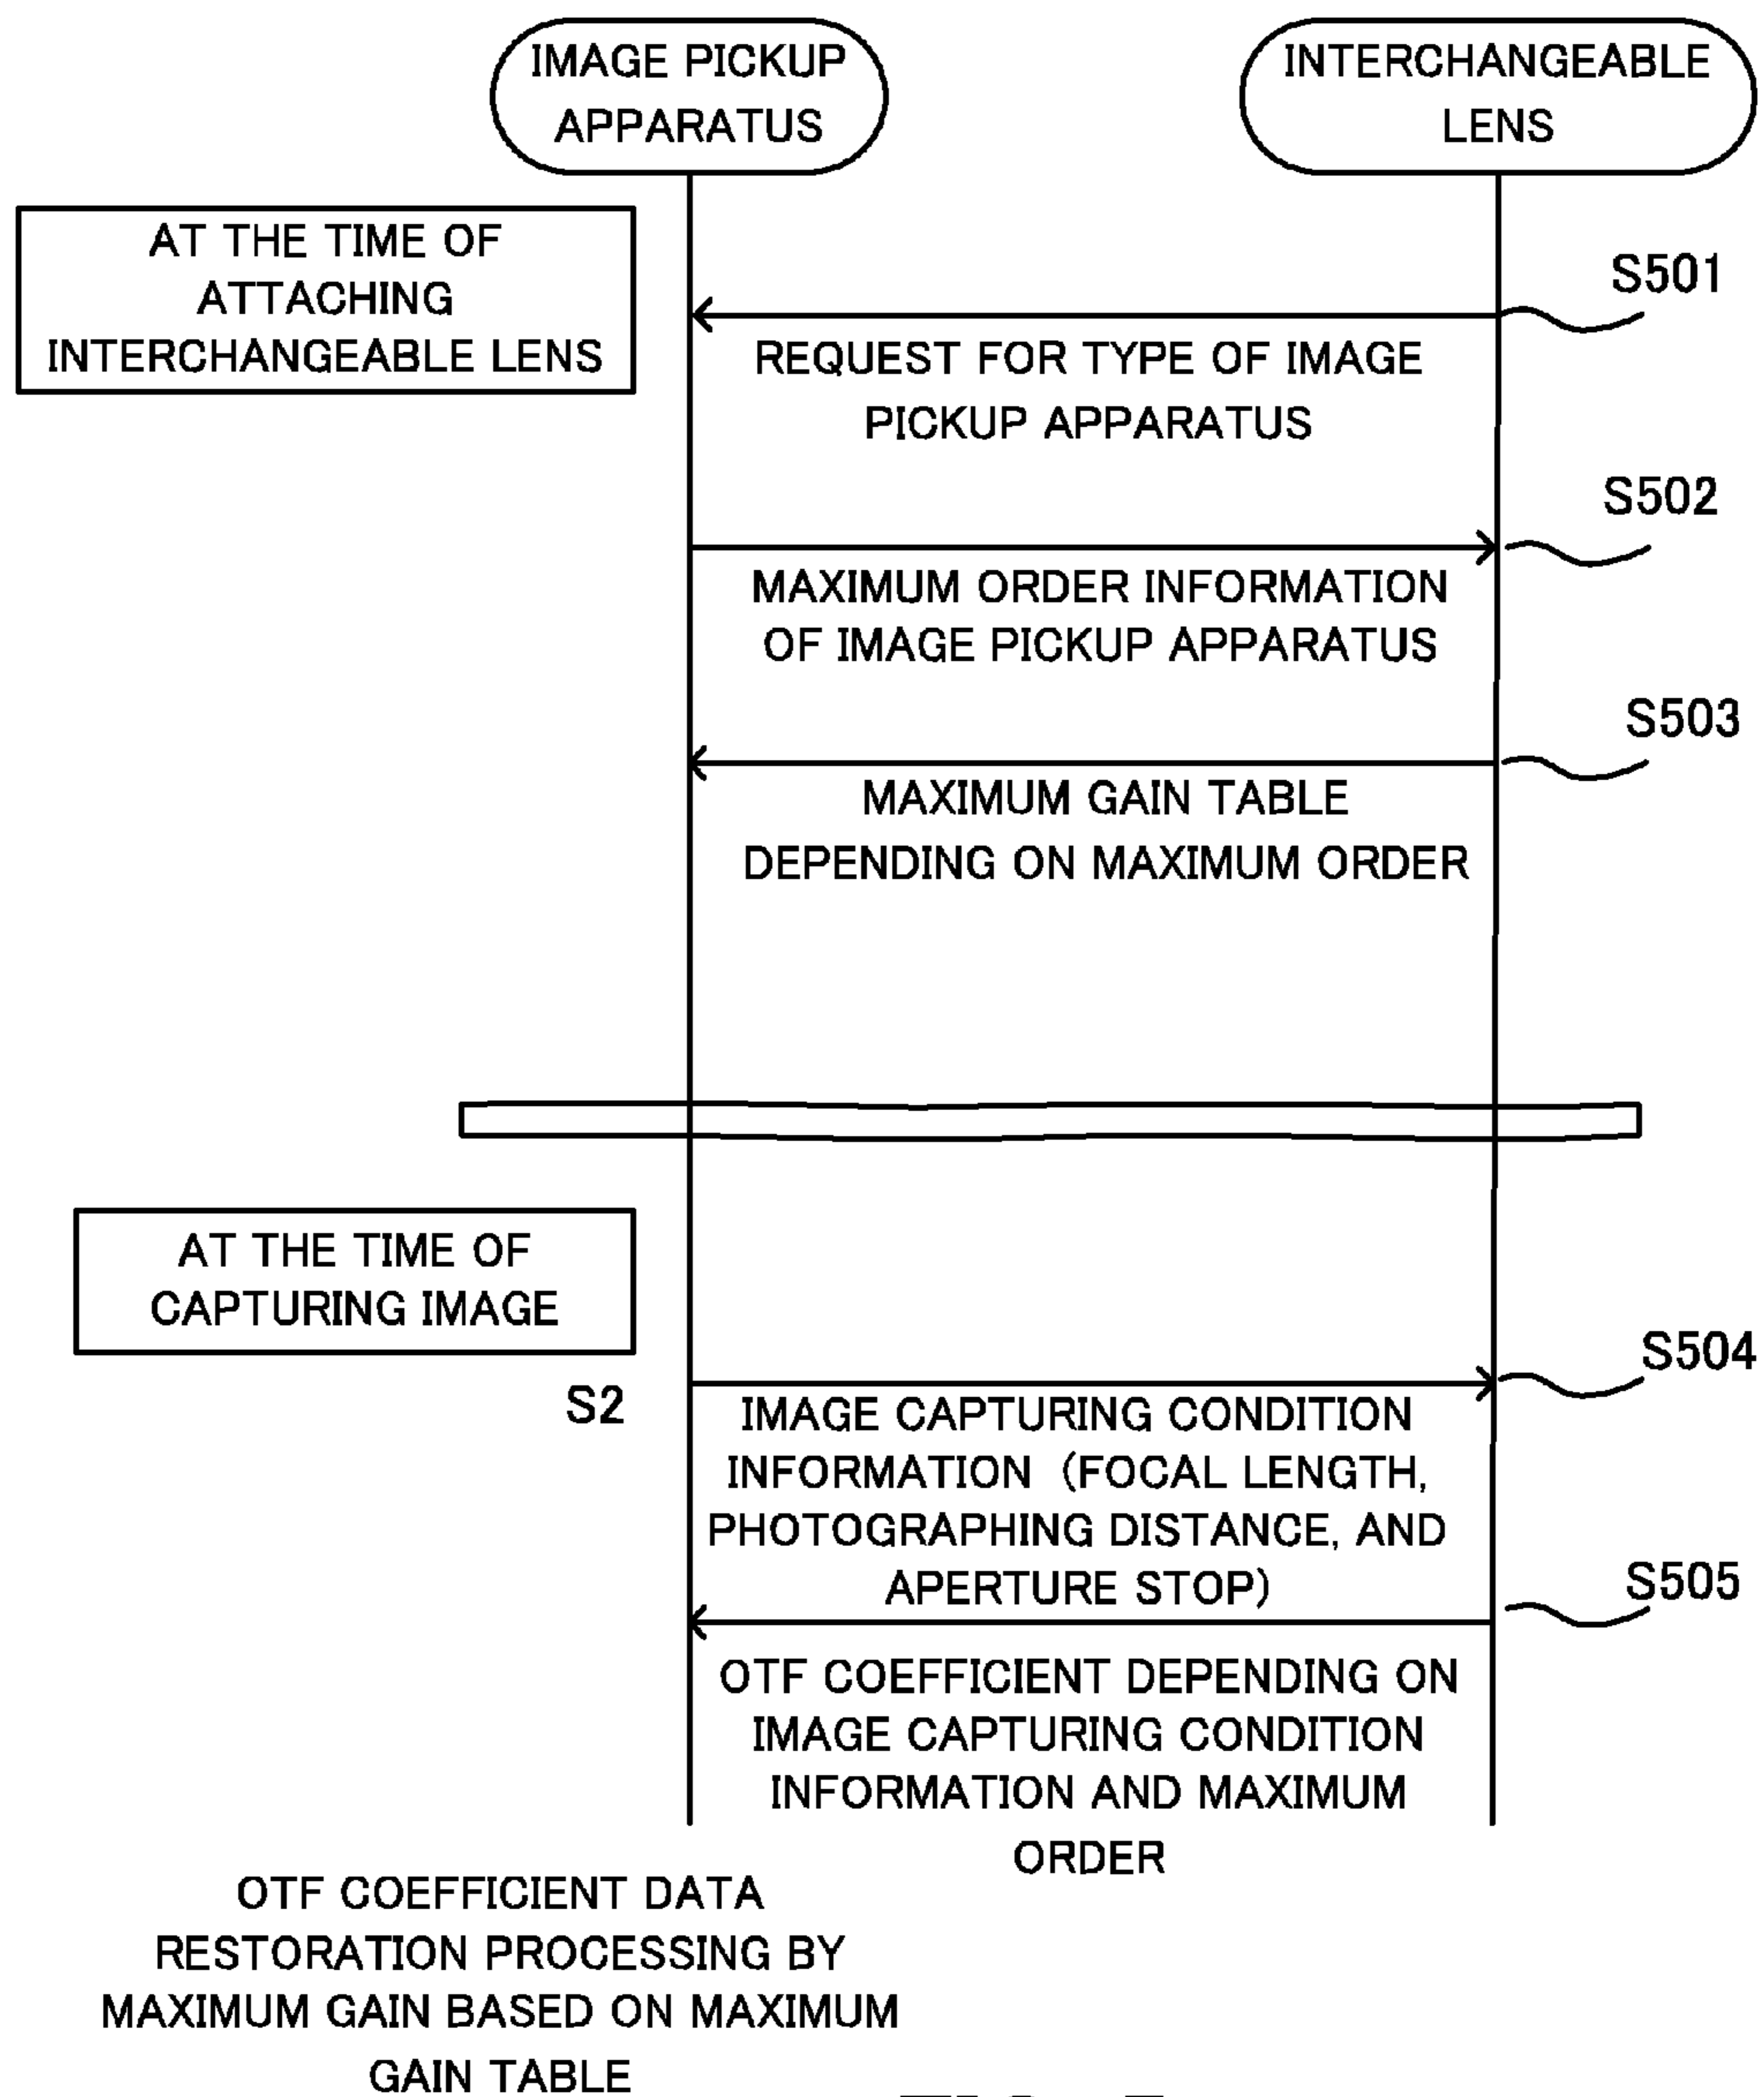 IMAGE PICKUP
APPARATUS
INTERCHANGEABLE
LENS
AT THE TIME OF
ATTACHING
INTERCHANGEABLE LENS
S501
REQUEST FOR TYPE OF IMAGE
PICKUP APPARATUS
S502
MAXIMUM ORDER INFORMATION
OF IMAGE PICKUP APPARATUS
S503
MAXIMUM GAIN TABLE
DEPENDING ON MAXIMUM ORDER
AT THE TIME OF
CAPTURING IMAGE
S504
S2
IMAGE CAPTURING CONDITION
INFORMATION (FOCAL LENGTH,
PHOTOGRAPHING DISTANCE, AND
APERTURE STOP)
S505
OTF COEFFICIENT DEPENDING ON
IMAGE CAPTURING CONDITION
INFORMATION AND MAXIMUM
ORDER
OTF COEFFICIENT DATA
RESTORATION PROCESSING BY
MAXIMUM GAIN BASED ON MAXIMUM
GAIN TABLE